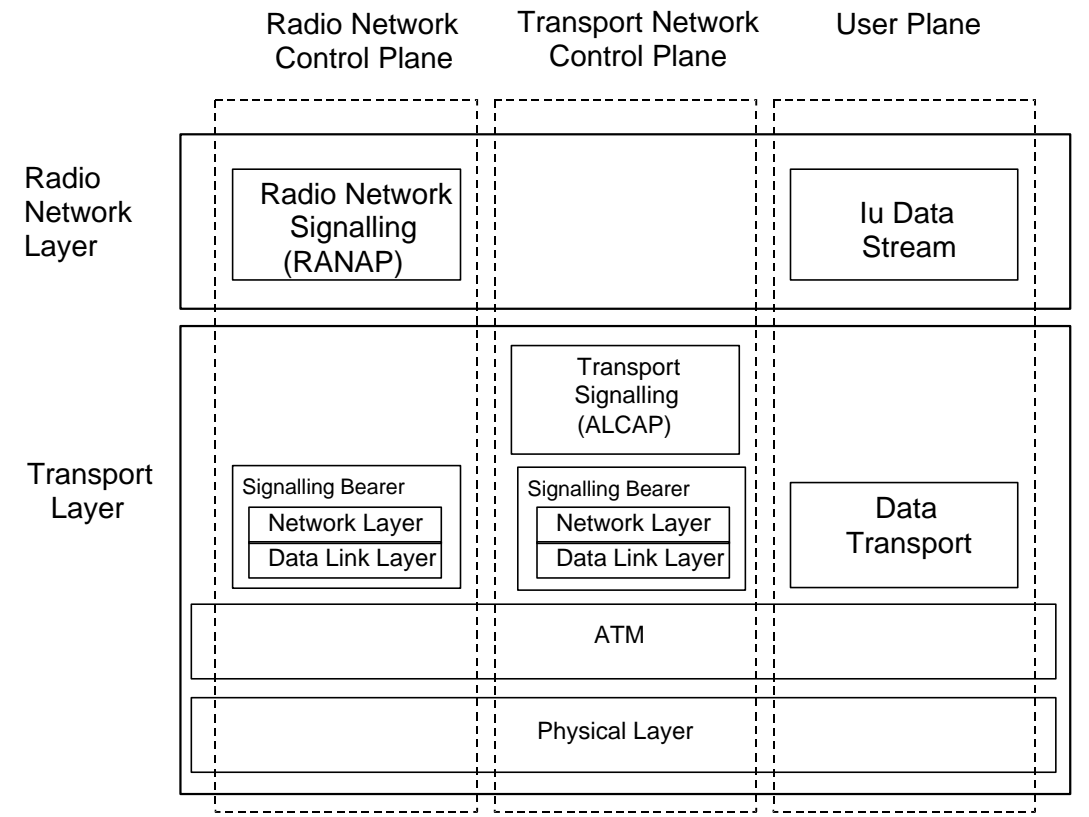 Radio Network
Control Plane
Transport Network
Control Plane
User Plane
Radio
Network
Layer
Radio Network
Signalling
(RANAP)
Iu Data
Stream
Transport
Signalling
(ALCAP)
Transport
Layer
Signalling Bearer
Network Layer
Data Link Layer
Signalling Bearer
Network Layer
Data Link Layer
Data
Transport
ATM
Physical Layer